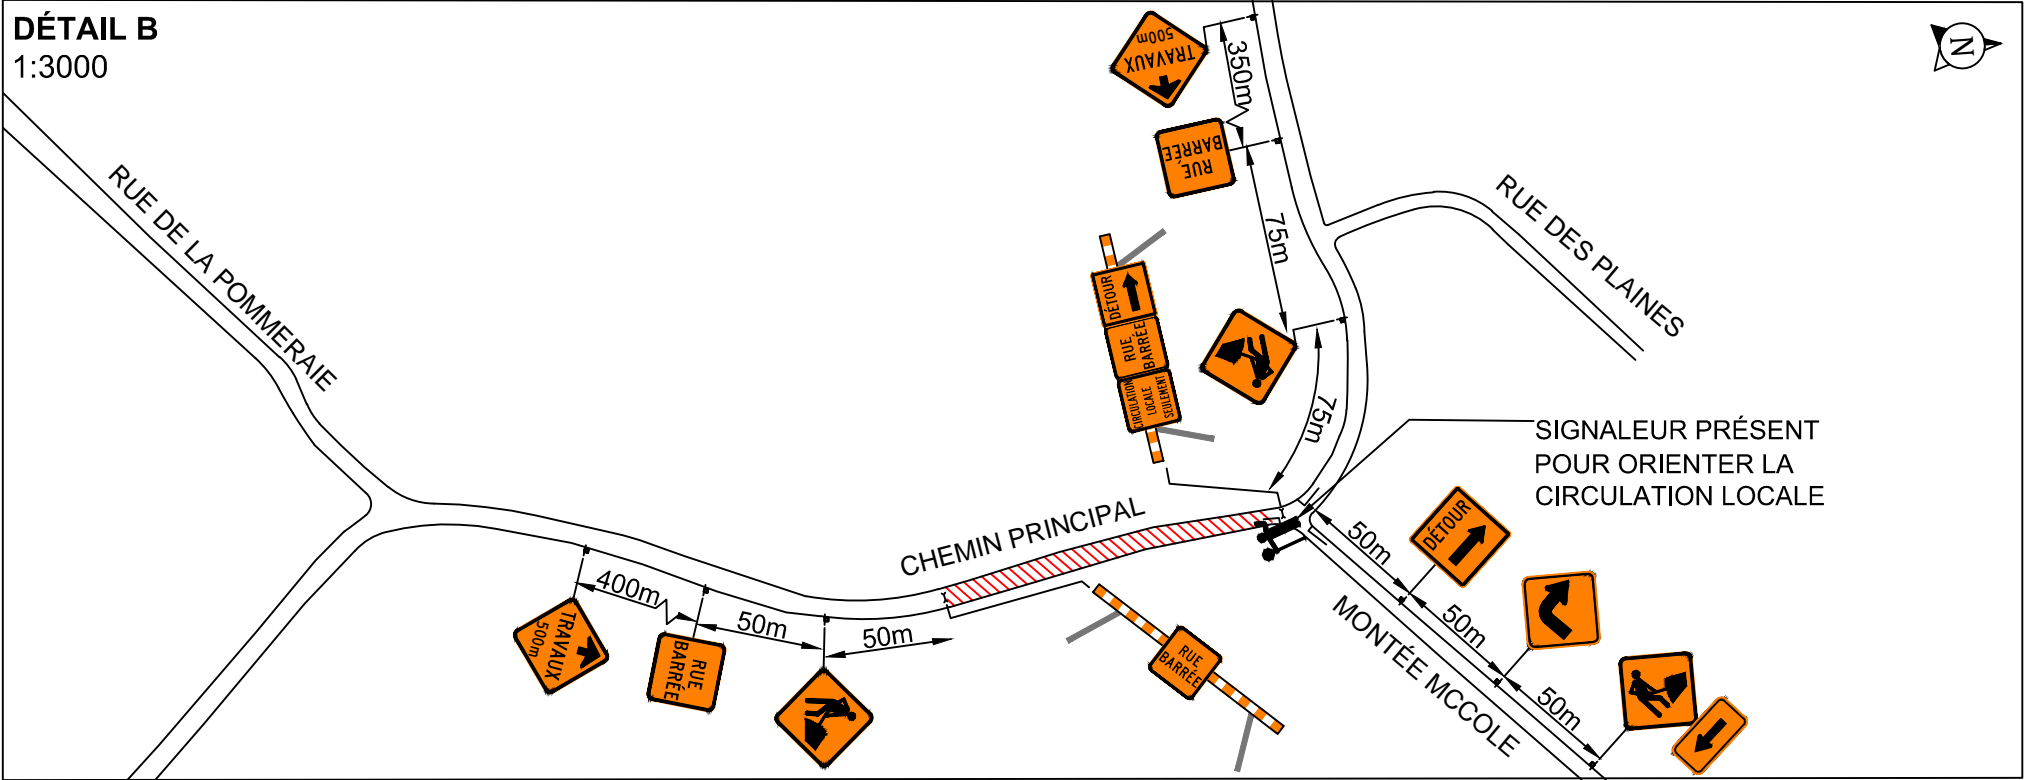 DÉTAIL B
1:3000
N
TRAVAUX
500m
350m
RUE
BARRÉE
75m
RUE DE LA POMMERAIE
RUE DES PLAINES
DÉTOUR
RUE
BARRÉE
CIRCULATION
LOCALE
SEULEMENT
75m
SIGNALEUR PRÉSENT
POUR ORIENTER LA
CIRCULATION LOCALE
CHEMIN PRINCIPAL
50m
DÉTOUR
50m
50m
MONTÉE MCCOLE
400m
50m
50m
TRAVAUX
500m
RUE
BARRÉE
RUE
BARRÉE